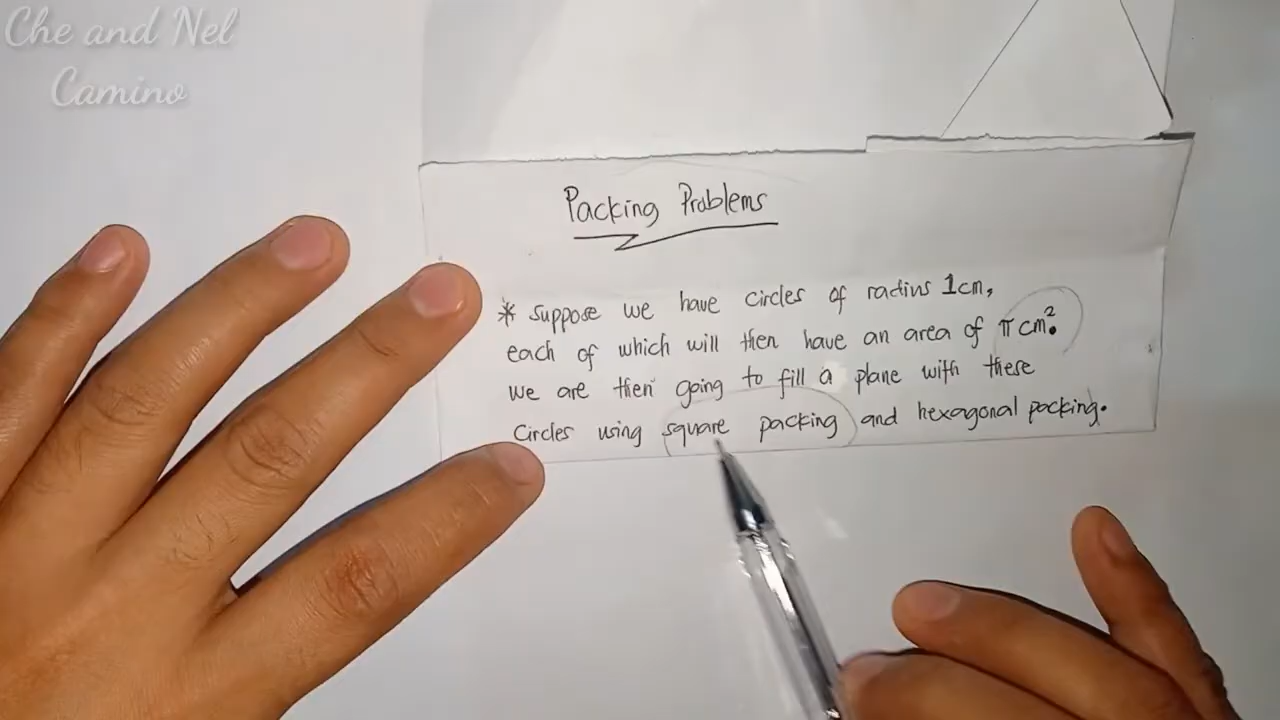 Che and Nel
Camino
Packing Problems
* Suppose we have circles of radius 1cm,
each of which will then have an area of π cm².
We are then going to fill a plane with these
Circles using square packing and hexagonal packing.